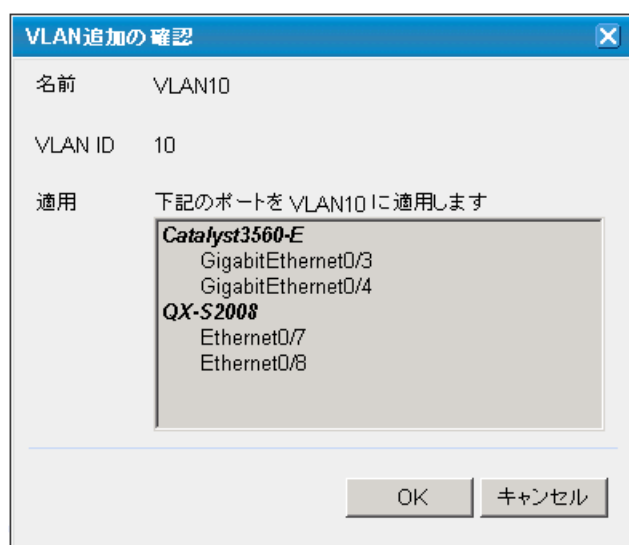 VLAN追加の確認
名前 VLAN10
VLAN ID 10
適用 下記のポートをVLAN10に適用します
Catalyst3560-E
GigabitEthernet0/3
GigabitEthernet0/4
QX-S2008
Ethernet0/7
Ethernet0/8
OK キャンセル